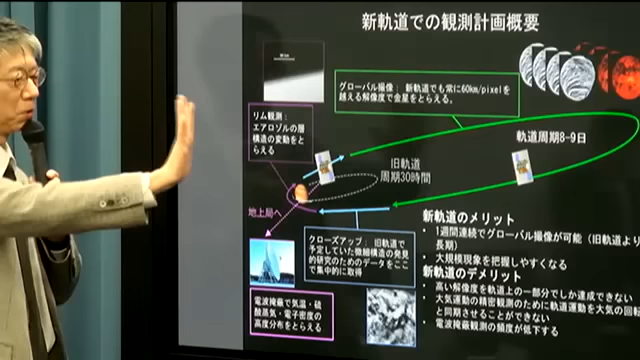 新軌道での観測計画概要
グローバル撮像： 新軌道でも常に60km/pixelを
越える解像度で金星をとらえる。
リム観測：
エアロゾルの層
構造の変動をと
らえる
軌道周期8-9日
旧軌道
周期30時間
地上局へ
クローズアップ： 旧軌道で
予定していた微細構造の発見
的研究のためのデータをここ
で集中的に取得
電波掩蔽で気温・硫
酸蒸気・電子密度の
高度分布をとらえる
新軌道のメリット
• 1週間連続でグローバル撮像が可能（旧軌道より
長期）
• 大規模現象を把握しやすくなる
新軌道のデメリット
• 高い解像度を軌道上の一部分でしか達成できない
• 大気運動の精密観測のために軌道運動を大気の回転
と同期させることができない
• 電波掩蔽観測の頻度が低下する